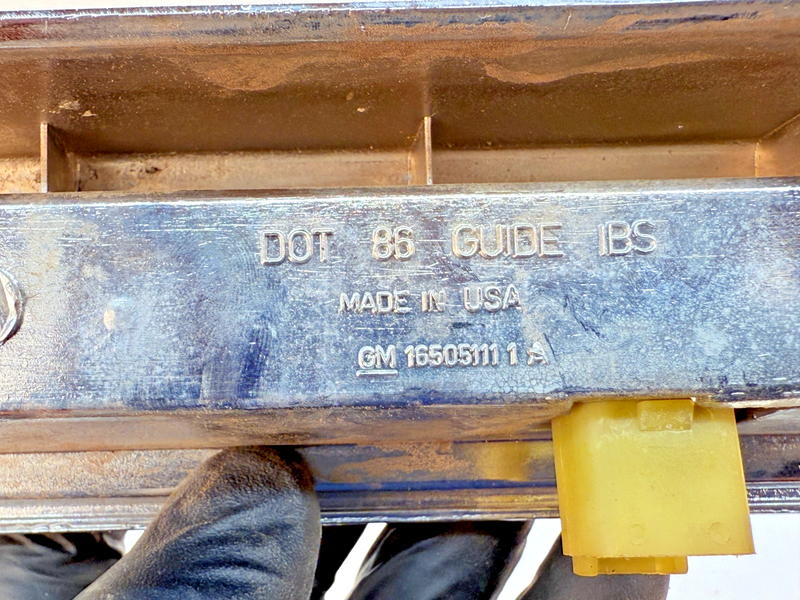 DOT 86 GUIDE IBS
MADE IN USA
GM 16505111 1 A